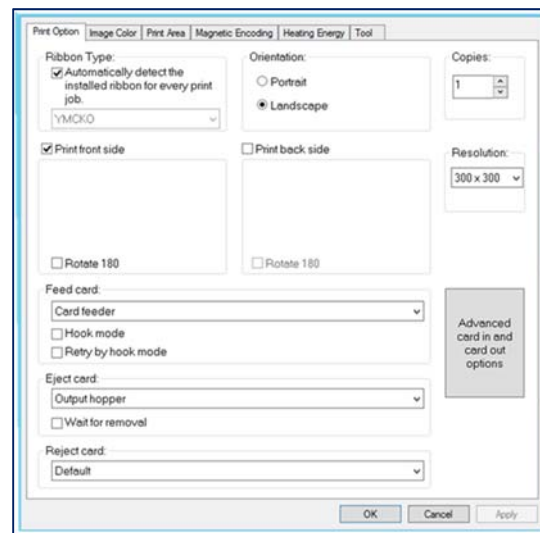 Print Option Image Color Print Area Magnetic Encoding Heating Energy Tool
Ribbon Type:
Automatically detect the
installed ribbon for every print
job.
YMCKO
Orientation:
Portrait
Landscape
Copies:
1
Print front side
Rotate 180
Print back side
Rotate 180
Resolution:
300 x 300
Feed card:
Card feeder
Hook mode
Retry by hook mode
Advanced
card in and
card out
options
Eject card:
Output hopper
Wait for removal
Reject card:
Default
OK Cancel Apply